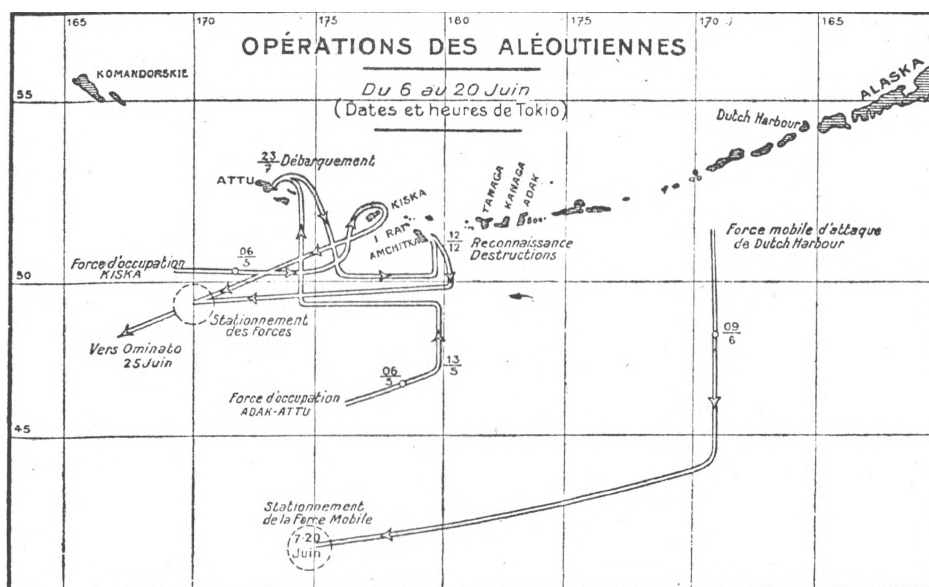 165 170 175 180 175 170 165
OPÉRATIONS DES ALÉOUTIENNES
Du 6 au 20 Juin
(Dates et heures de Tokio)
KOMANDORSKIE
55
ALASKA
Dutch Harbour
23/7 Débarquement
ATTU
KISKA
I RAT
AMCHITKA
TANAGA
KANAGA
ADAK
12/12
Reconnaissance
Destructions
Force mobile d'attaque
de Dutch Harbour
06/5
Force d'occupation
KISKA
50
Stationnement
des Forces
Vers Ominato
25 Juin
09/6
13/5
06/5
Force d'occupation
ADAK-ATTU
45
Stationnement
de la Force Mobile
7-20
Juin